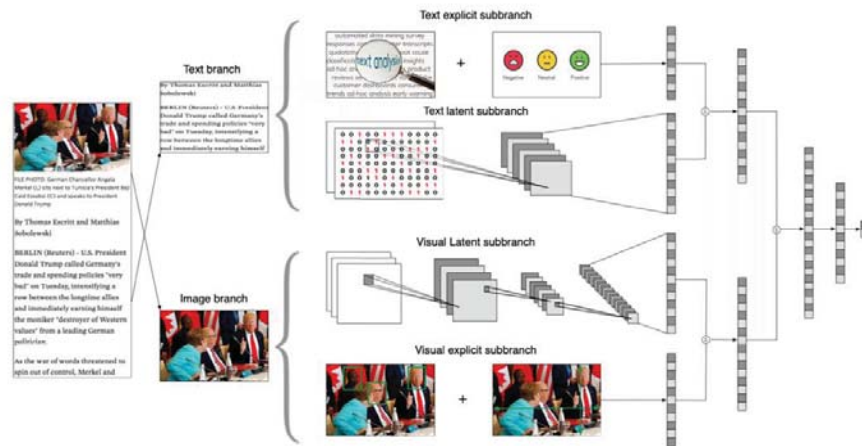 Text explicit subbranch
automated data mining survey
text analysis
+
Negative
Neutral
Positive
Text branch
By Thomas Escritt and Matthias
Sobolewski
BERLIN (Reuters) - U.S. President
Donald Trump called Germany's
trade and spending policies "very
bad" on Tuesday, intensifying a
row between the longtime allies
and immediately earning himself
Text latent subbranch
FILE PHOTO: German Chancellor Angela
Merkel (L) sits next to Tunisia's President Beji
Caid Essebsi (C) and speaks to President
Donald Trump
By Thomas Escritt and Matthias
Sobolewski
BERLIN (Reuters) - U.S. President
Donald Trump called Germany's
trade and spending policies "very
bad" on Tuesday, intensifying a
row between the longtime allies
and immediately earning himself
the moniker "destroyer of Western
values" from a leading German
politician.
As the war of words threatened to
spin out of control, Merkel and
Visual Latent subbranch
Image branch
Visual explicit subbranch
+